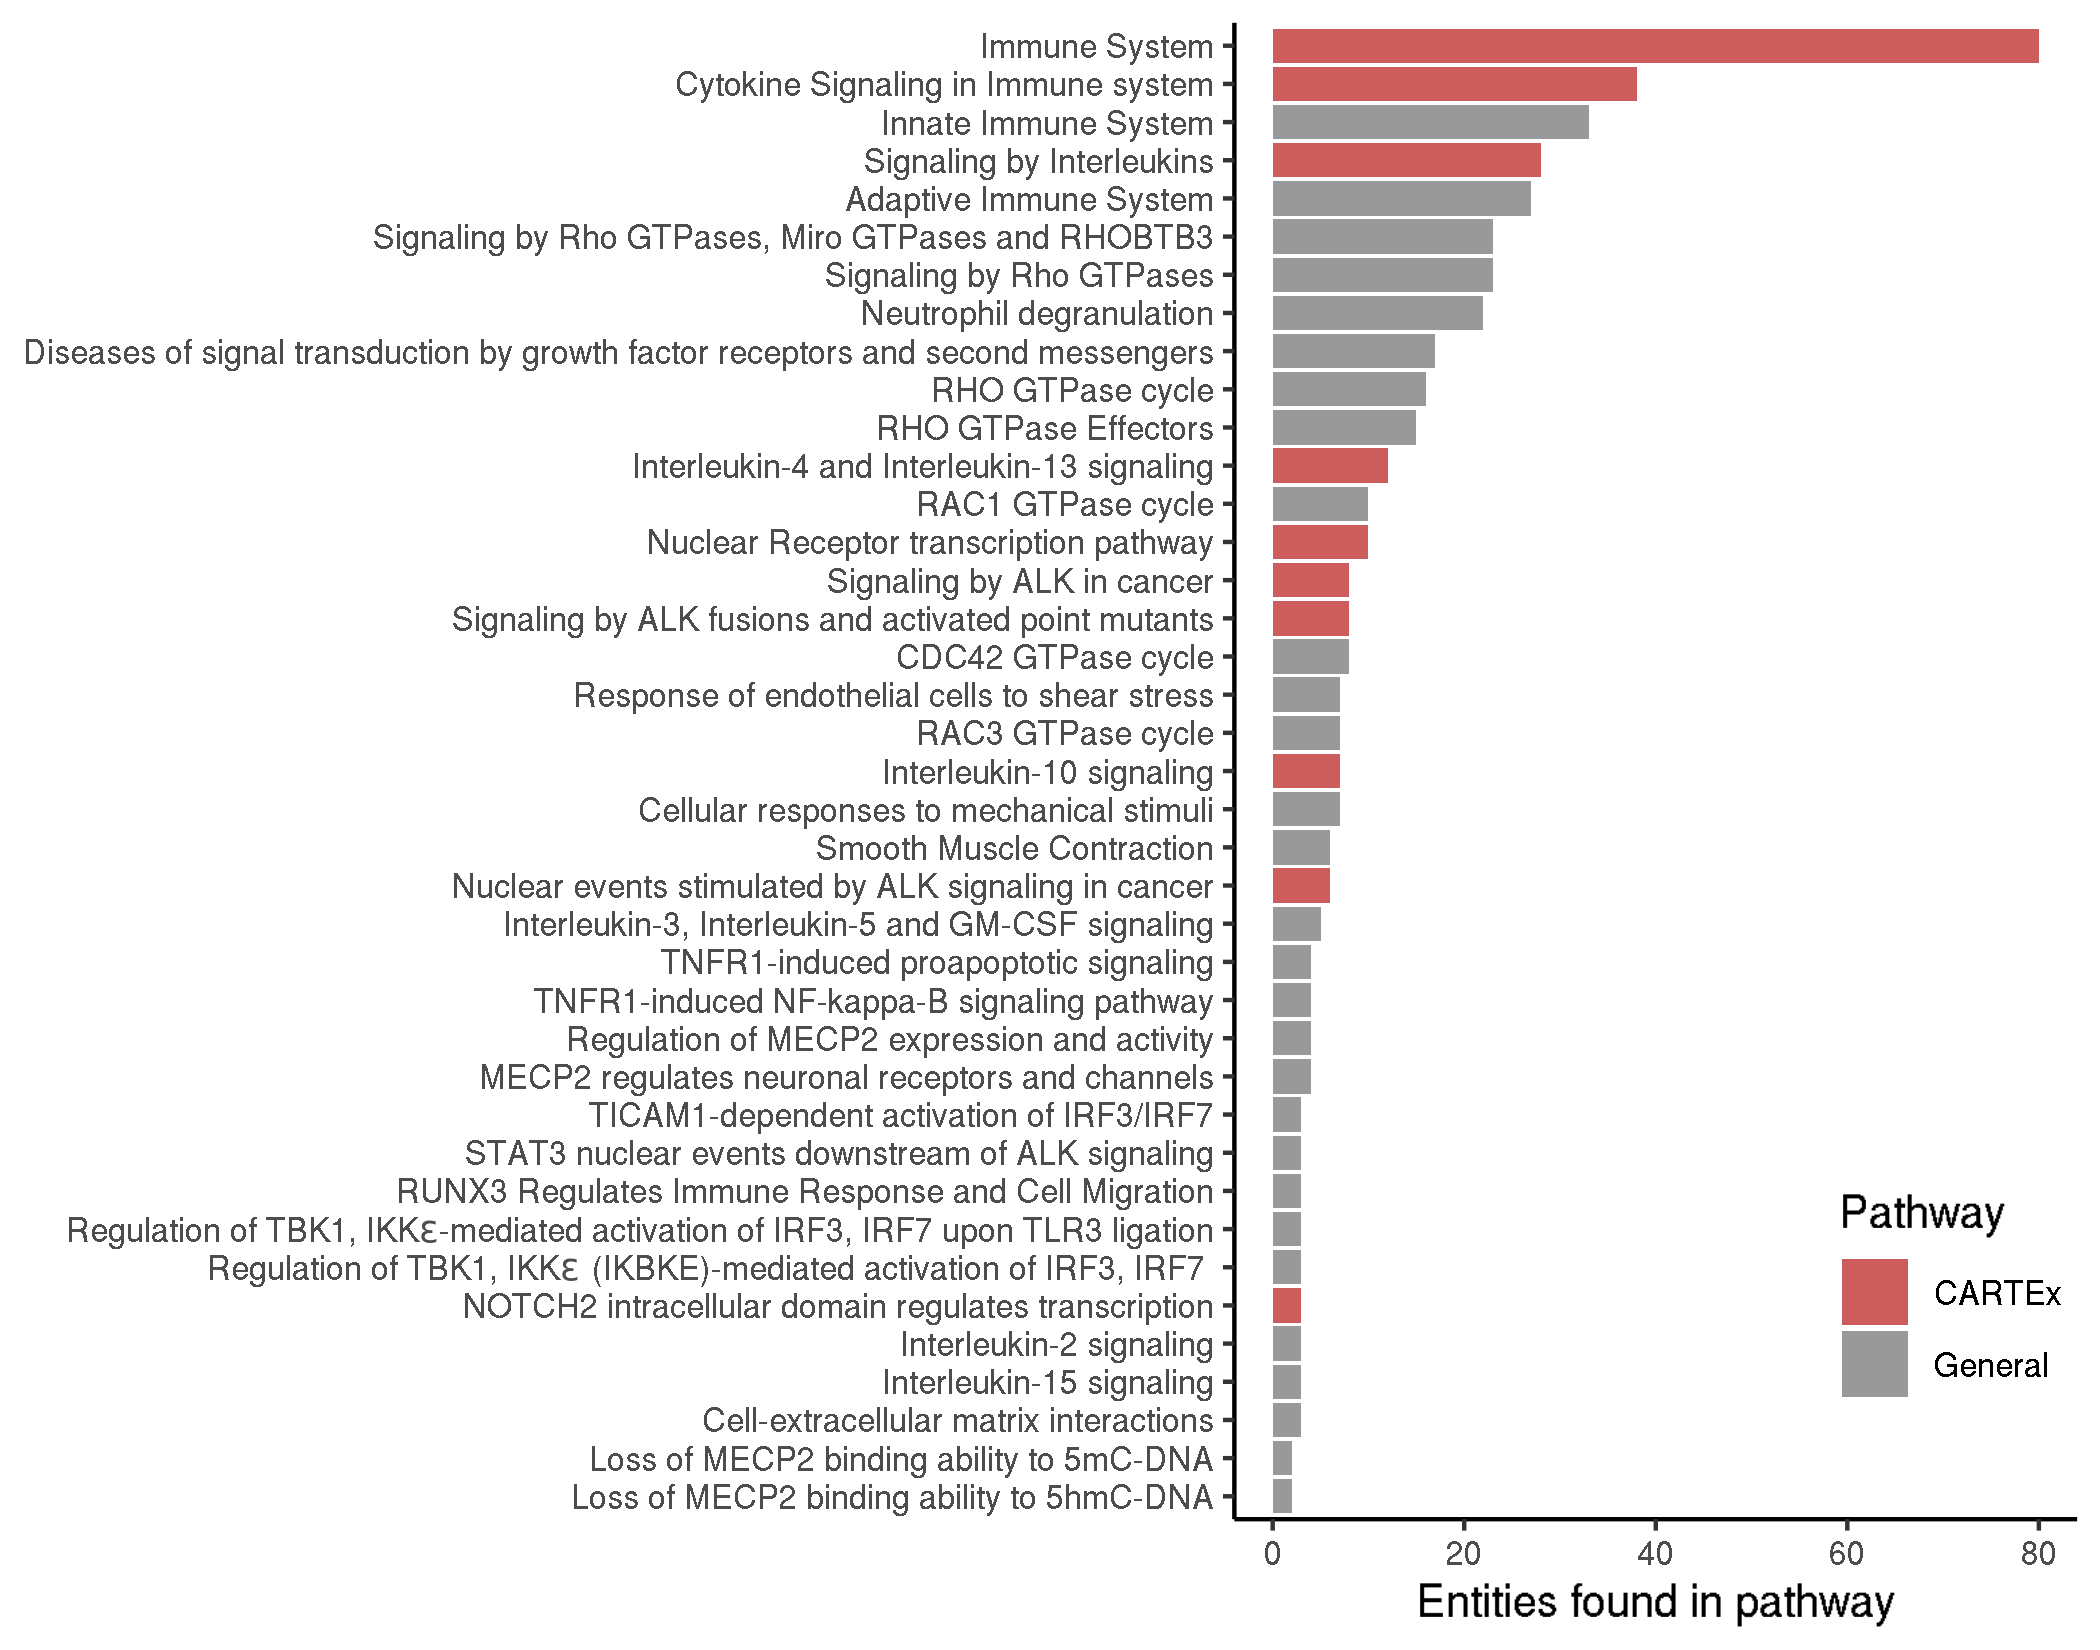 Immune System
Cytokine Signaling in Immune system
Innate Immune System
Signaling by Interleukins
Adaptive Immune System
Signaling by Rho GTPases, Miro GTPases and RHOBTB3
Signaling by Rho GTPases
Neutrophil degranulation
Diseases of signal transduction by growth factor receptors and second messengers
RHO GTPase cycle
RHO GTPase Effectors
Interleukin-4 and Interleukin-13 signaling
RAC1 GTPase cycle
Nuclear Receptor transcription pathway
Signaling by ALK in cancer
Signaling by ALK fusions and activated point mutants
CDC42 GTPase cycle
Response of endothelial cells to shear stress
RAC3 GTPase cycle
Interleukin-10 signaling
Cellular responses to mechanical stimuli
Smooth Muscle Contraction
Nuclear events stimulated by ALK signaling in cancer
Interleukin-3, Interleukin-5 and GM-CSF signaling
TNFR1-induced proapoptotic signaling
TNFR1-induced NF-kappa-B signaling pathway
Regulation of MECP2 expression and activity
MECP2 regulates neuronal receptors and channels
TICAM1-dependent activation of IRF3/IRF7
STAT3 nuclear events downstream of ALK signaling
RUNX3 Regulates Immune Response and Cell Migration
Regulation of TBK1, IKKε-mediated activation of IRF3, IRF7 upon TLR3 ligation
Regulation of TBK1, IKKε (IKBKE)-mediated activation of IRF3, IRF7
NOTCH2 intracellular domain regulates transcription
Interleukin-2 signaling
Interleukin-15 signaling
Cell-extracellular matrix interactions
Loss of MECP2 binding ability to 5mC-DNA
Loss of MECP2 binding ability to 5hmC-DNA
0 20 40 60 80
Entities found in pathway
Pathway
CARTEx
General